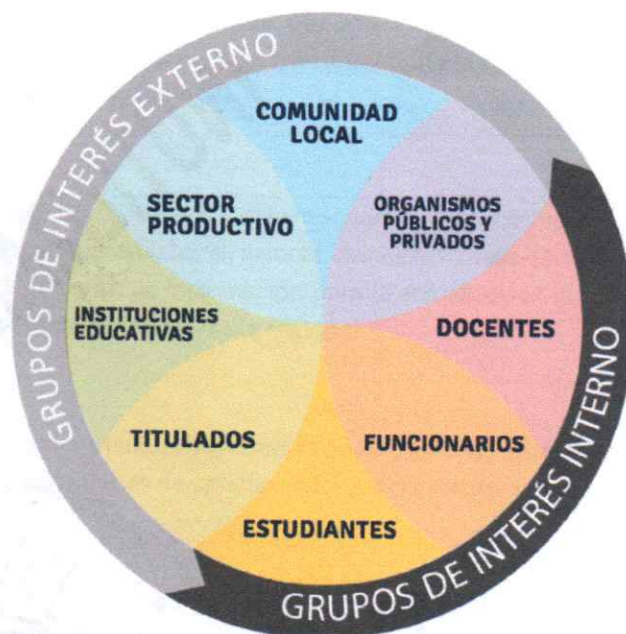 GRUPOS DE INTERÉS EXTERNO
COMUNIDAD
LOCAL
SECTOR
PRODUCTIVO
ORGANISMOS
PÚBLICOS Y
PRIVADOS
INSTITUCIONES
EDUCATIVAS
DOCENTES
TITULADOS
FUNCIONARIOS
ESTUDIANTES
GRUPOS DE INTERÉS INTERNO